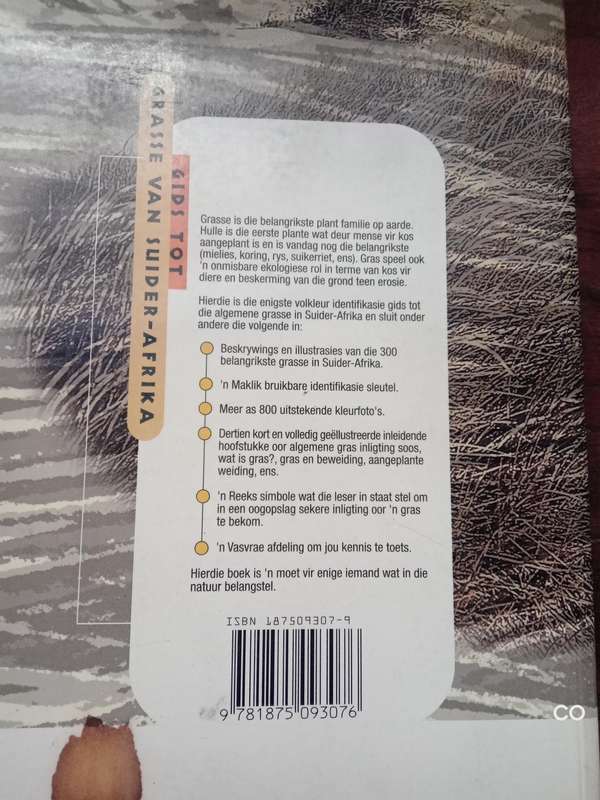 GIDS TOT
GRASSE VAN SUIDER-AFRIKA
Grasse is die belangrikste plant familie op aarde.
Hulle is die eerste plante wat deur mense vir kos
aangeplant is en is vandag nog die belangrikste
(mielies, koring, rys, suikerriet, ens). Gras speel ook
'n onmisbare ekologiese rol in terme van kos vir
diere en beskerming van die grond teen erosie.
Hierdie is die enigste volkleur identifikasie gids tot
die algemene grasse in Suider-Afrika en sluit onder
andere die volgende in:
Beskrywings en illustrasies van die 300
belangrikste grasse in Suider-Afrika.
'n Maklik bruikbare identifikasie sleutel.
Meer as 800 uitstekende kleurfoto's.
Dertien kort en volledig geëllustreerde inleidende
hoofstukke oor algemene gras inligting soos,
wat is gras?, gras en beweiding, aangeplante
weiding, ens.
'n Reeks simbole wat die leser in staat stel om
in een oogopslag sekere inligting oor 'n gras
te bekom.
'n Vasvrae afdeling om jou kennis te toets.
Hierdie boek is 'n moet vir enige iemand wat in die
natuur belangstel.
ISBN 187509307-9
9 781875 093076
CO